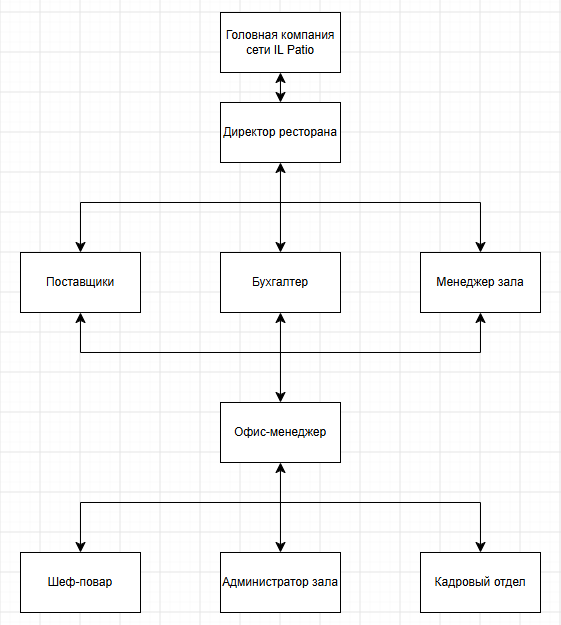 Головная компания
сети IL Patio
Директор ресторана
Поставщики
Бухгалтер
Менеджер зала
Офис-менеджер
Шеф-повар
Администратор зала
Кадровый отдел